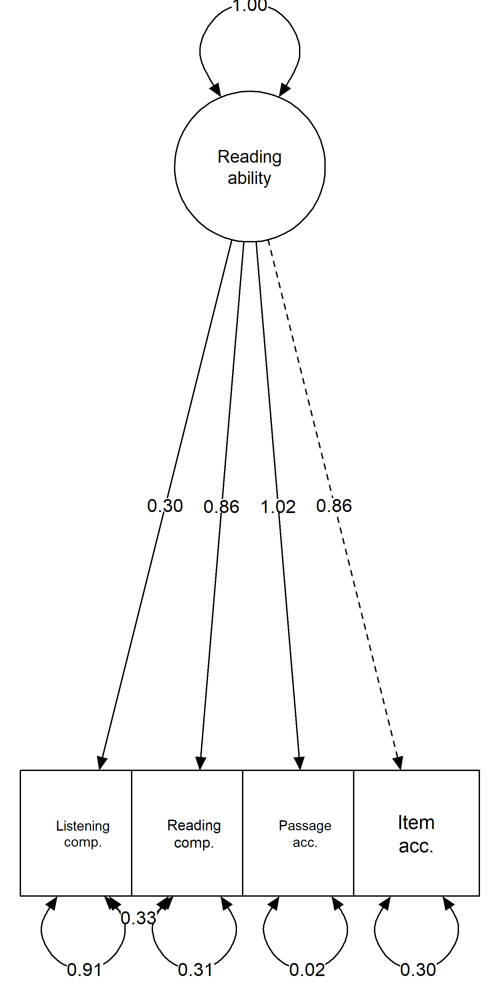 1.00
Reading
ability
0.30 0.86 1.02 0.86
Listening
comp.
Reading
comp.
Passage
acc.
Item
acc.
0.33
0.91 0.31 0.02 0.30